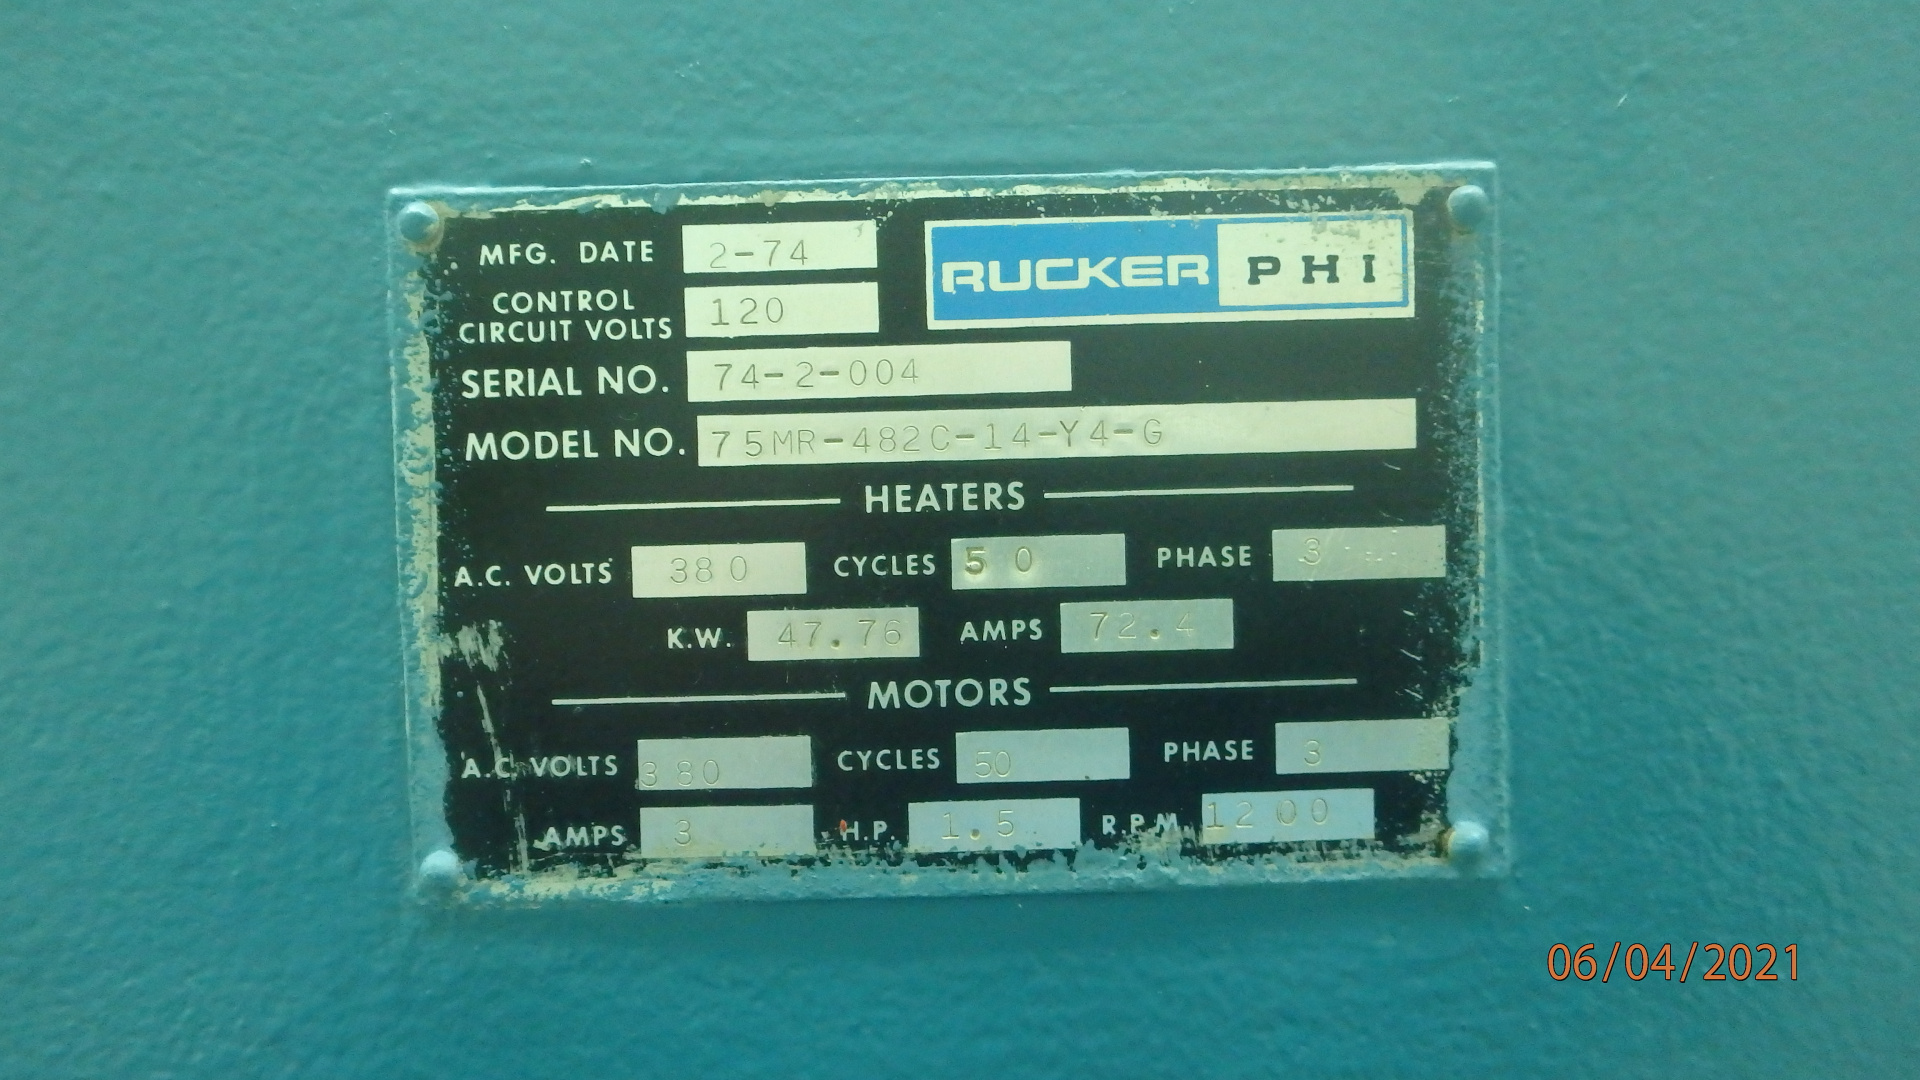 MFG. DATE 2-74
RUCKER PHI
CONTROL
CIRCUIT VOLTS 120
SERIAL NO. 74-2-004
MODEL NO. 75MR-482C-14-Y4-G
HEATERS
A.C. VOLTS 380 CYCLES 50 PHASE 3
K.W. 47.76 AMPS 72.4
MOTORS
A.C. VOLTS 380 CYCLES 50 PHASE 3
AMPS 3 H.P. 1.5 R.P.M. 1200
06/04/2021